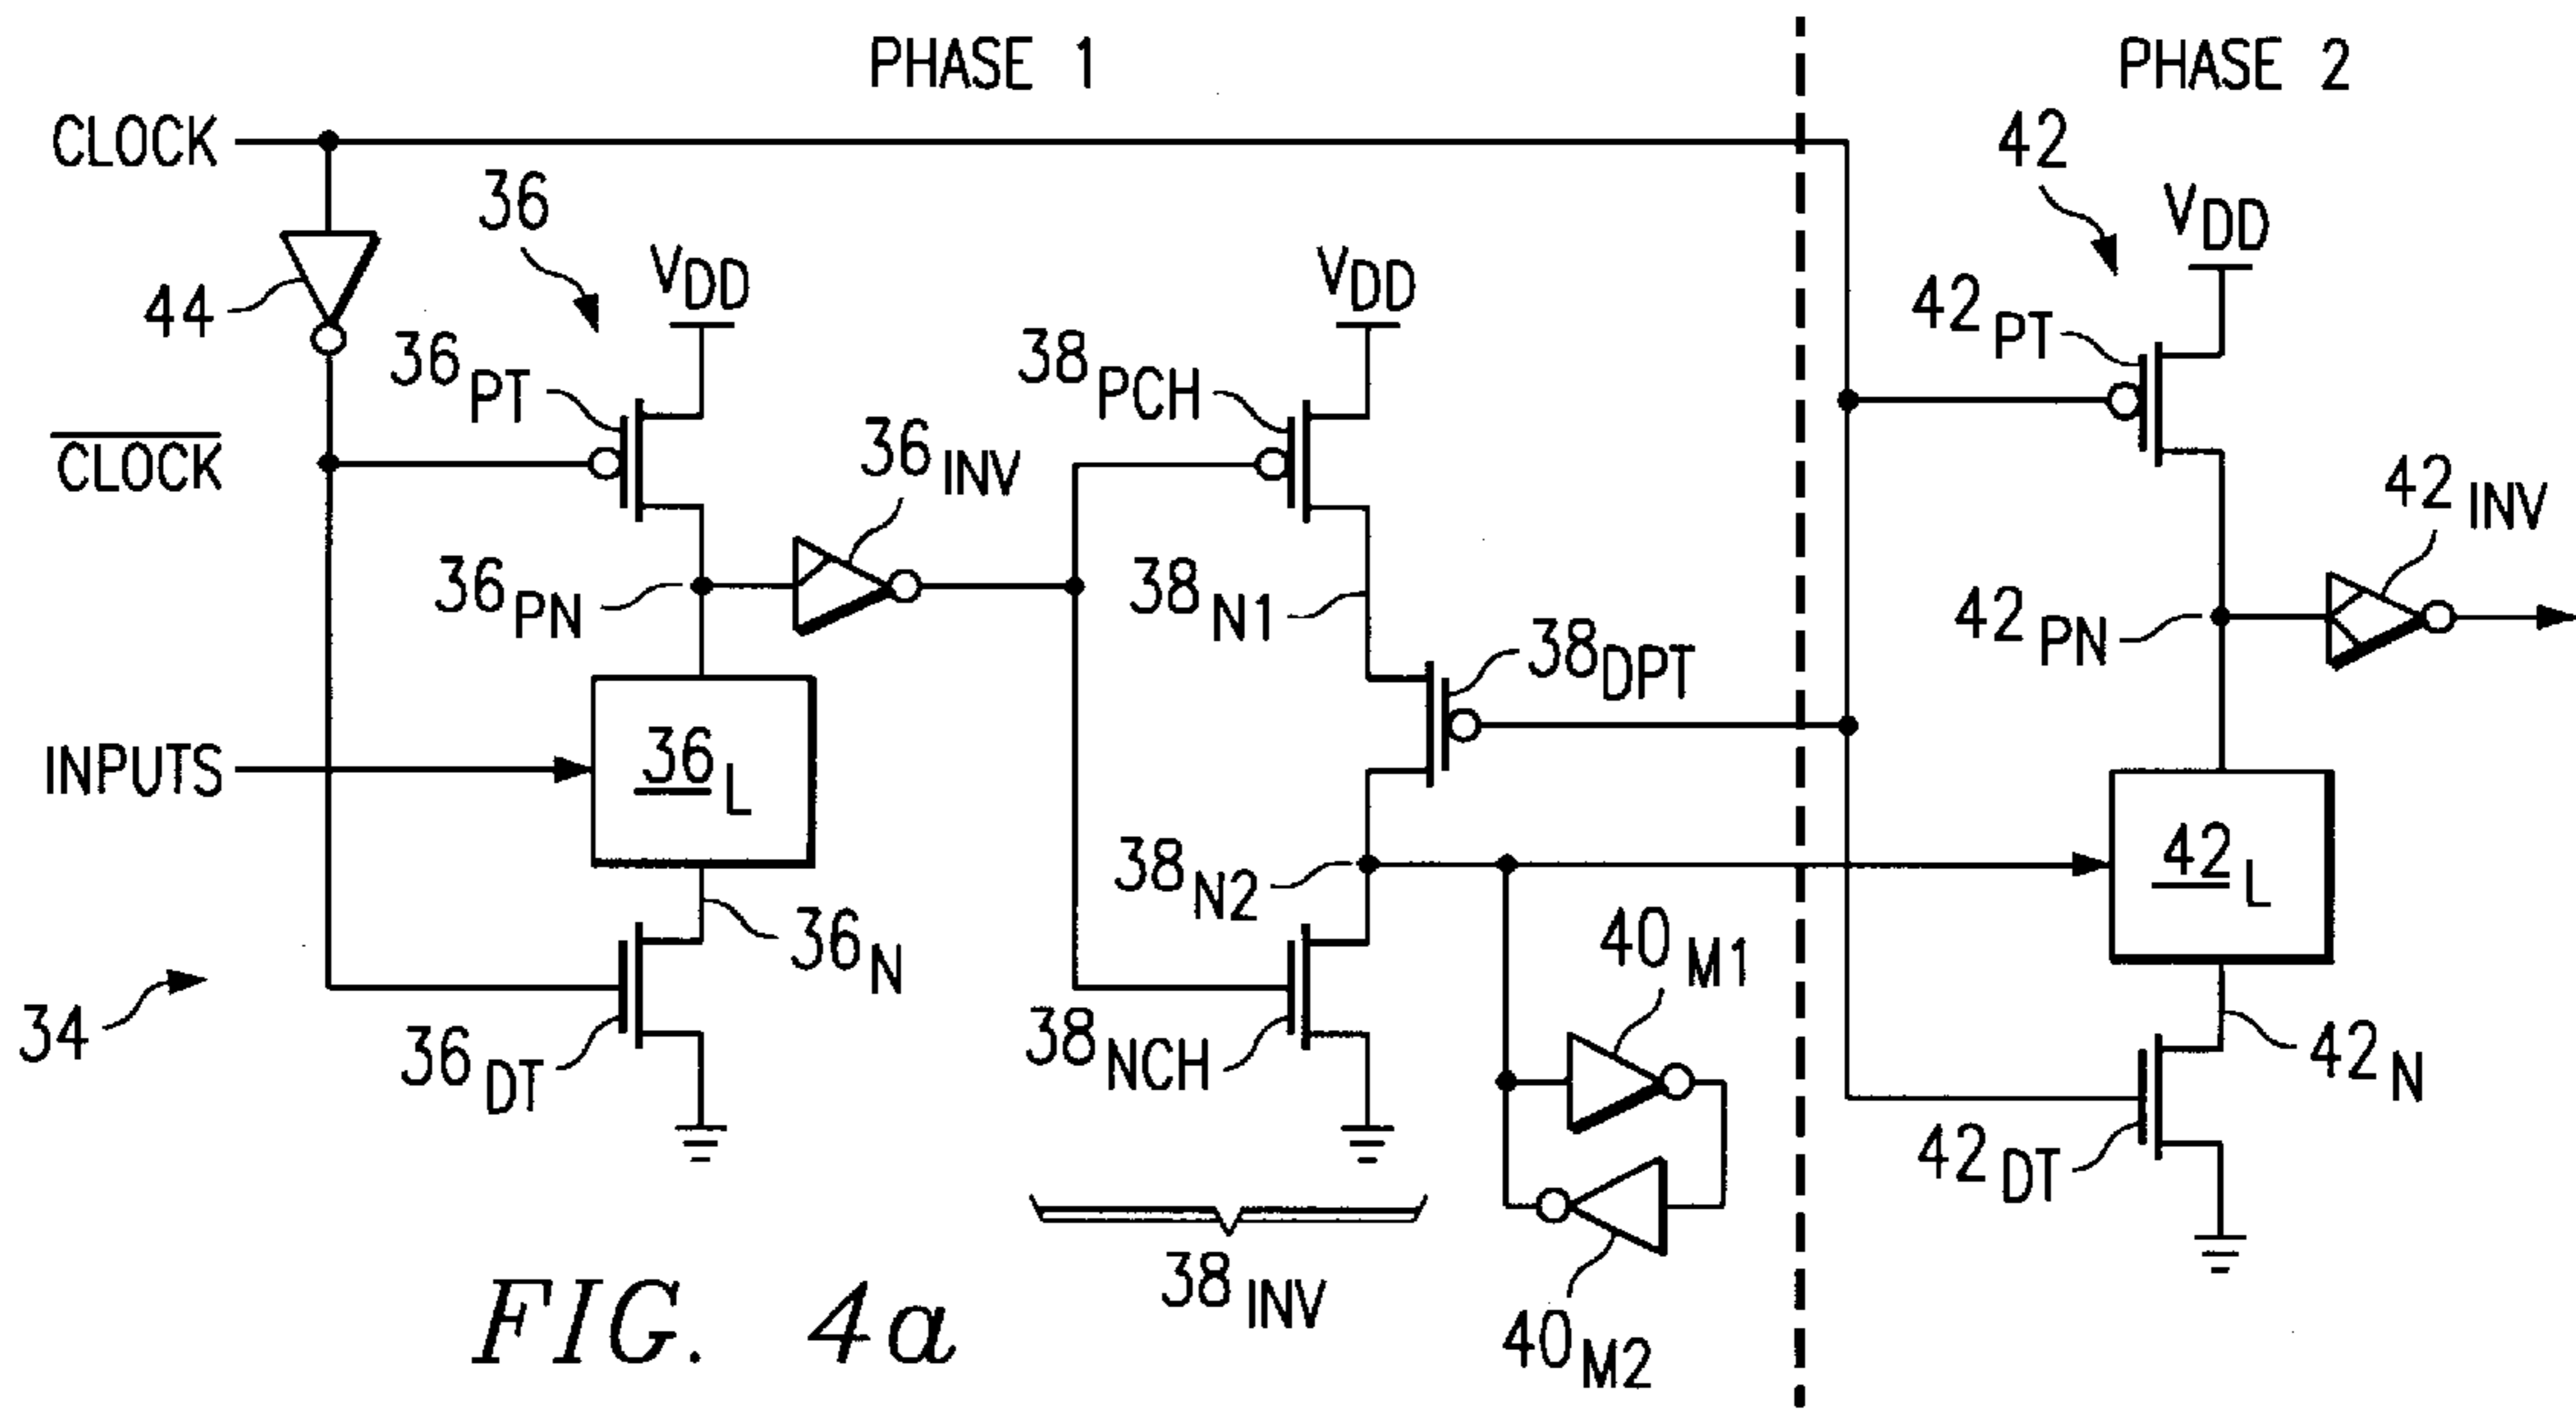 PHASE 1
PHASE 2
CLOCK
42
36
VDD
VDD
VDD
44
42PT
36PT
38PCH
CLOCK
36INV
42INV
36PN
38N1
42PN
38DPT
INPUTS
36L
42L
38N2
36N
40M1
34
36DT
38NCH
42N
42DT
38INV
40M2
FIG. 4a